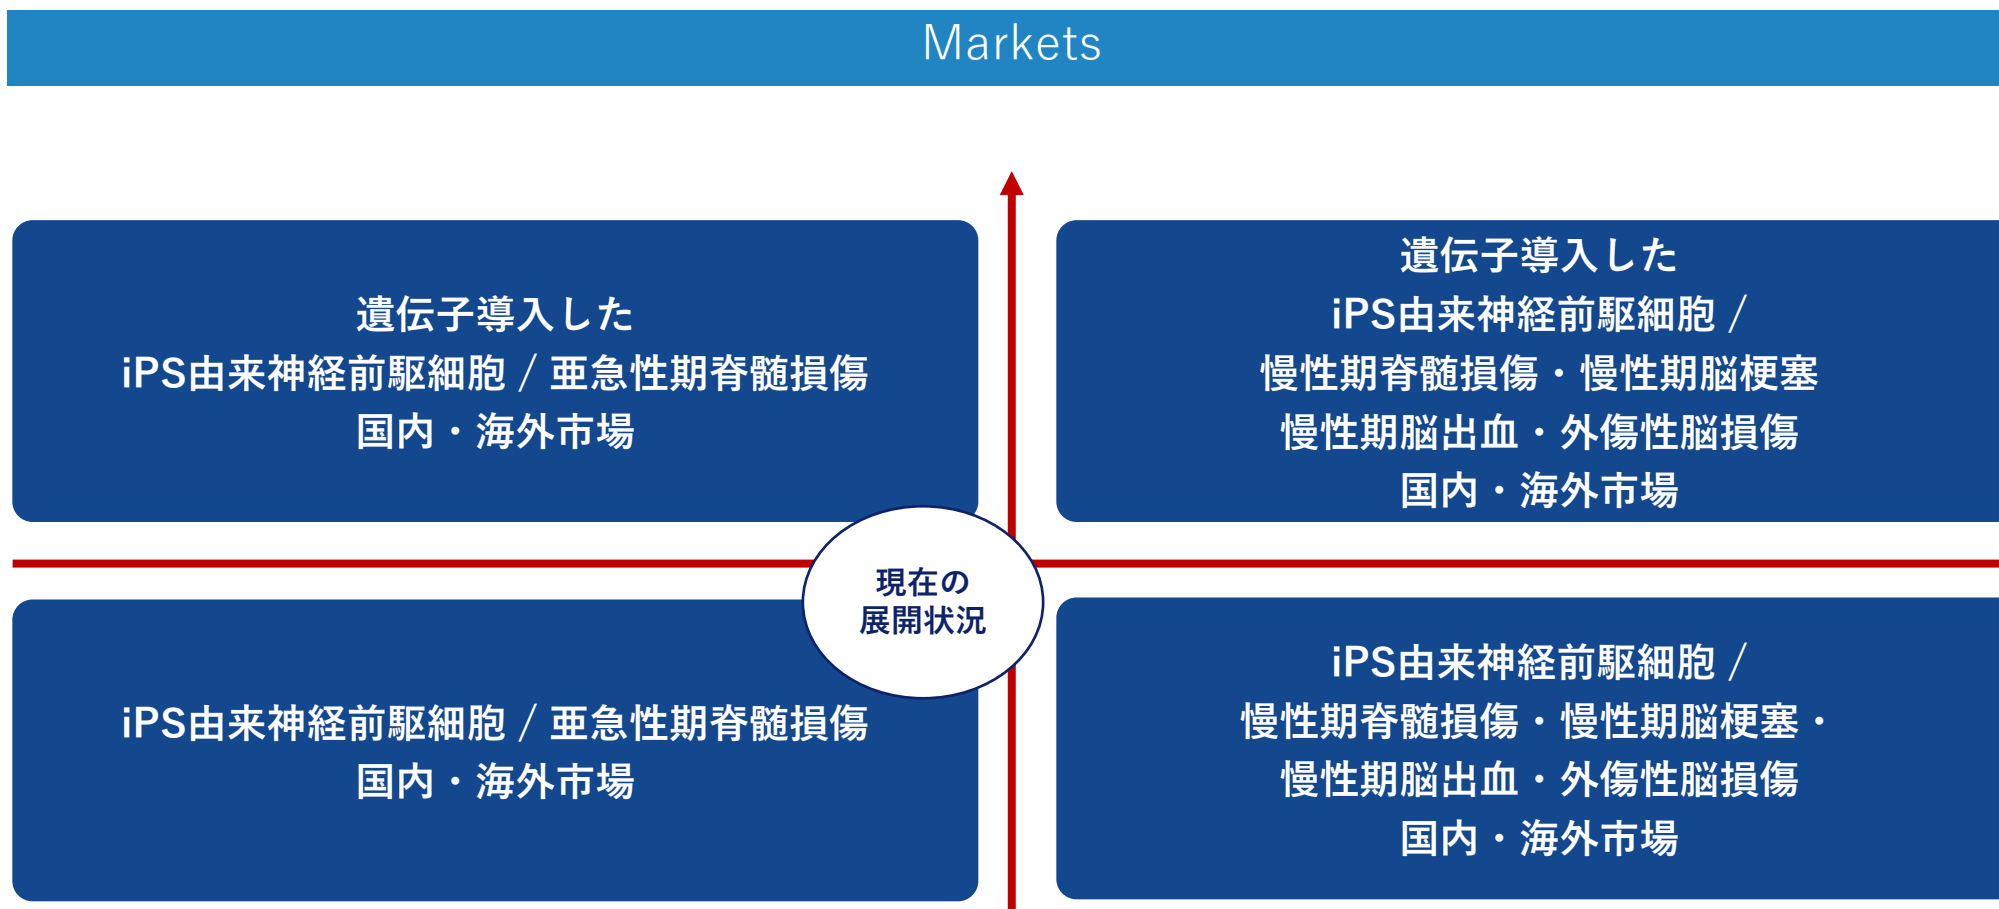 Markets
遺伝子導入した
iPS由来神経前駆細胞 / 亜急性期脊髄損傷
国内・海外市場
遺伝子導入した
iPS由来神経前駆細胞 /
慢性期脊髄損傷・慢性期脳梗塞
慢性期脳出血・外傷性脳損傷
国内・海外市場
現在の
展開状況
iPS由来神経前駆細胞 / 亜急性期脊髄損傷
国内・海外市場
iPS由来神経前駆細胞 /
慢性期脊髄損傷・慢性期脳梗塞・
慢性期脳出血・外傷性脳損傷
国内・海外市場